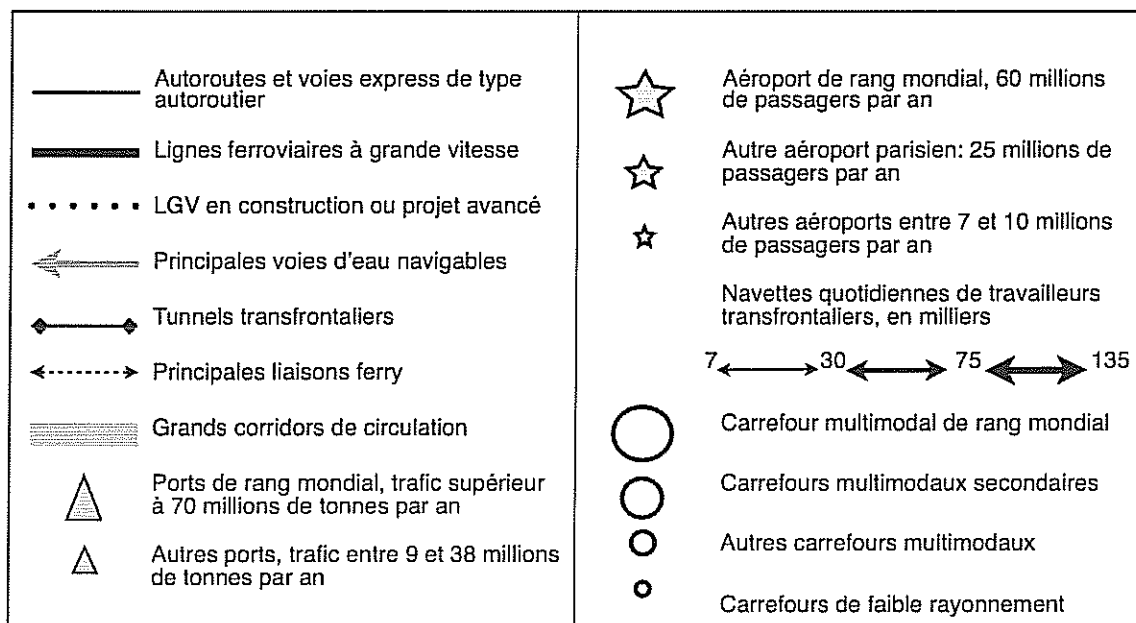 Autoroutes et voies express de type
autoroutier
Lignes ferroviaires à grande vitesse
LGV en construction ou projet avancé
Principales voies d'eau navigables
Tunnels transfrontaliers
Principales liaisons ferry
Grands corridors de circulation
Ports de rang mondial, trafic supérieur
à 70 millions de tonnes par an
Autres ports, trafic entre 9 et 38 millions
de tonnes par an
Aéroport de rang mondial, 60 millions
de passagers par an
Autre aéroport parisien: 25 millions de
passagers par an
Autres aéroports entre 7 et 10 millions
de passagers par an
Navettes quotidiennes de travailleurs
transfrontaliers, en milliers
7 30 75 135
Carrefour multimodal de rang mondial
Carrefours multimodaux secondaires
Autres carrefours multimodaux
Carrefours de faible rayonnement